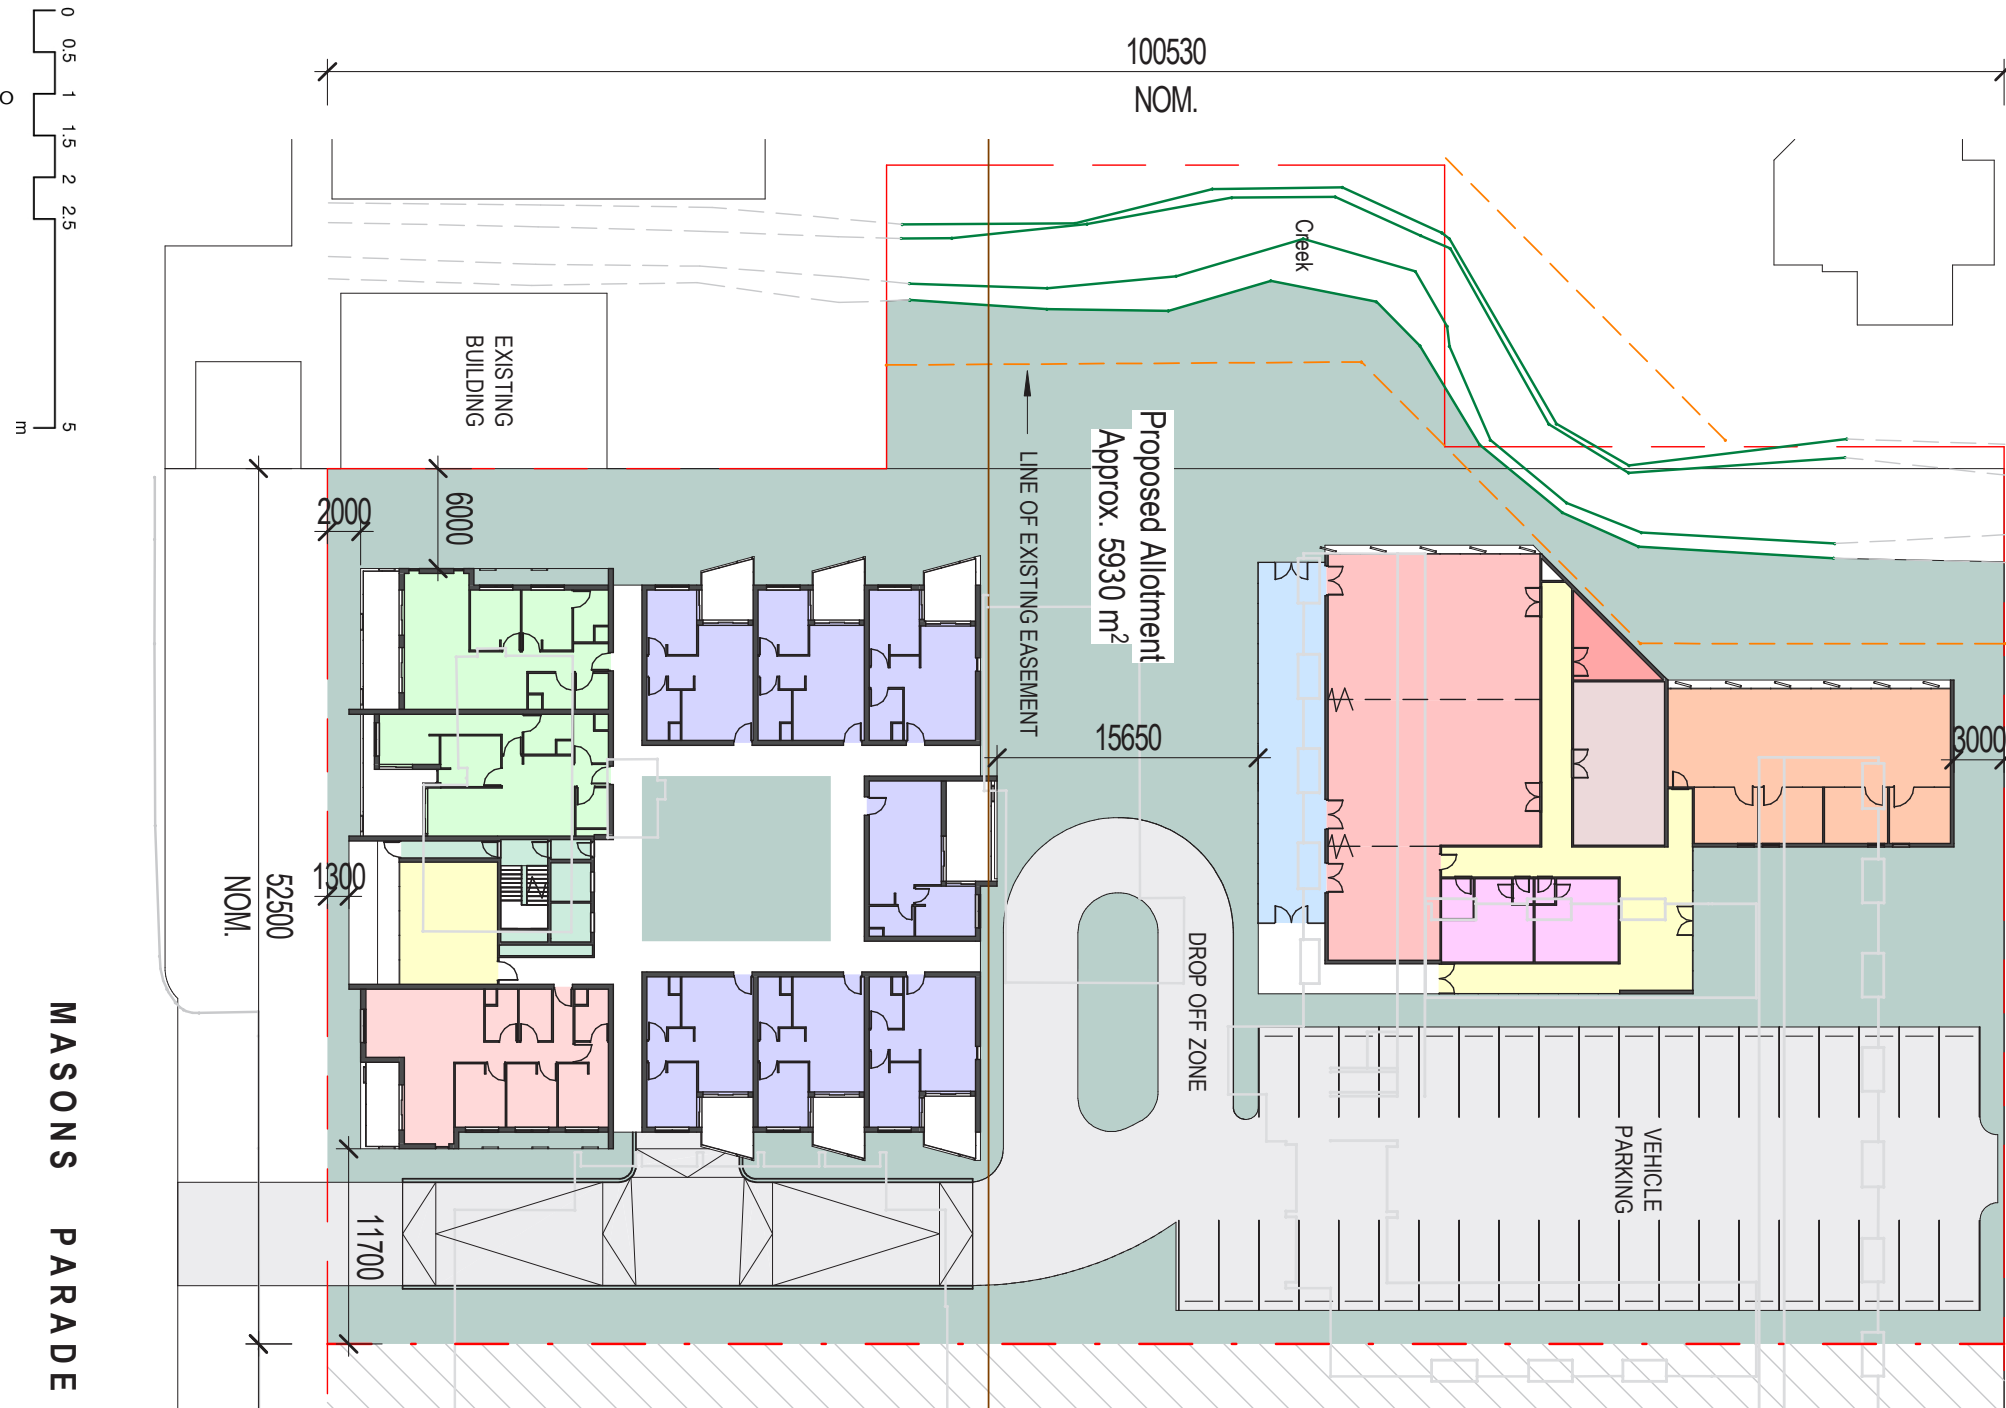 100530
NOM.
0 0.5 1 1.5 2 2.5 5
m
O
Creek
EXISTING
BUILDING
Proposed Allotment
Approx. 5930 m²
LINE OF EXISTING EASEMENT
2000
6000
15650
3000
1300
52500
NOM.
DROP OFF ZONE
VEHICLE
PARKING
11700
MASONS PARADE